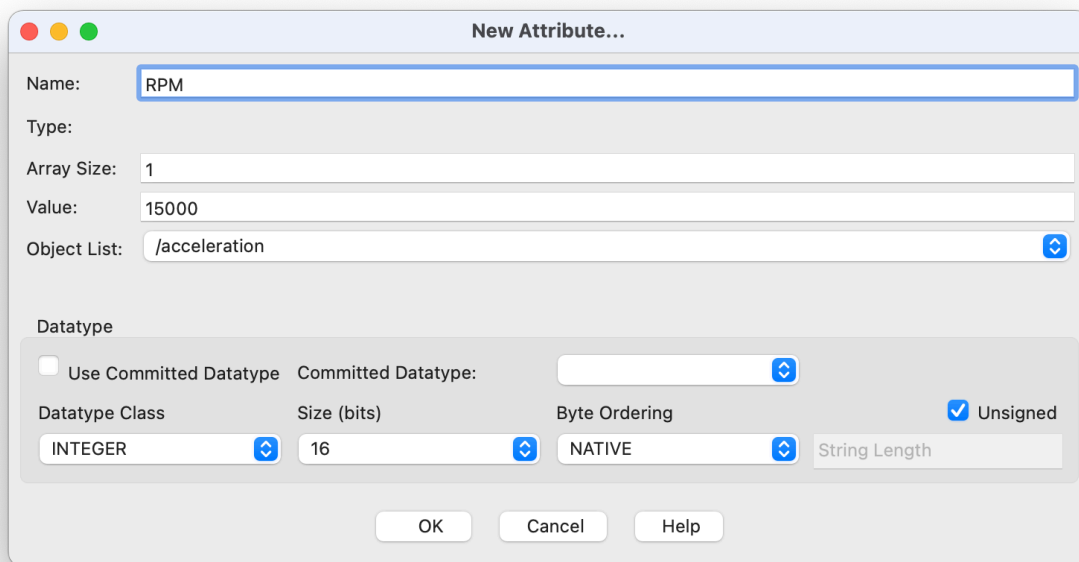 New Attribute...
Name: RPM
Type:
Array Size: 1
Value: 15000
Object List: /acceleration
Datatype
Use Committed Datatype Committed Datatype:
Datatype Class Size (bits) Byte Ordering Unsigned
INTEGER 16 NATIVE String Length
OK Cancel Help